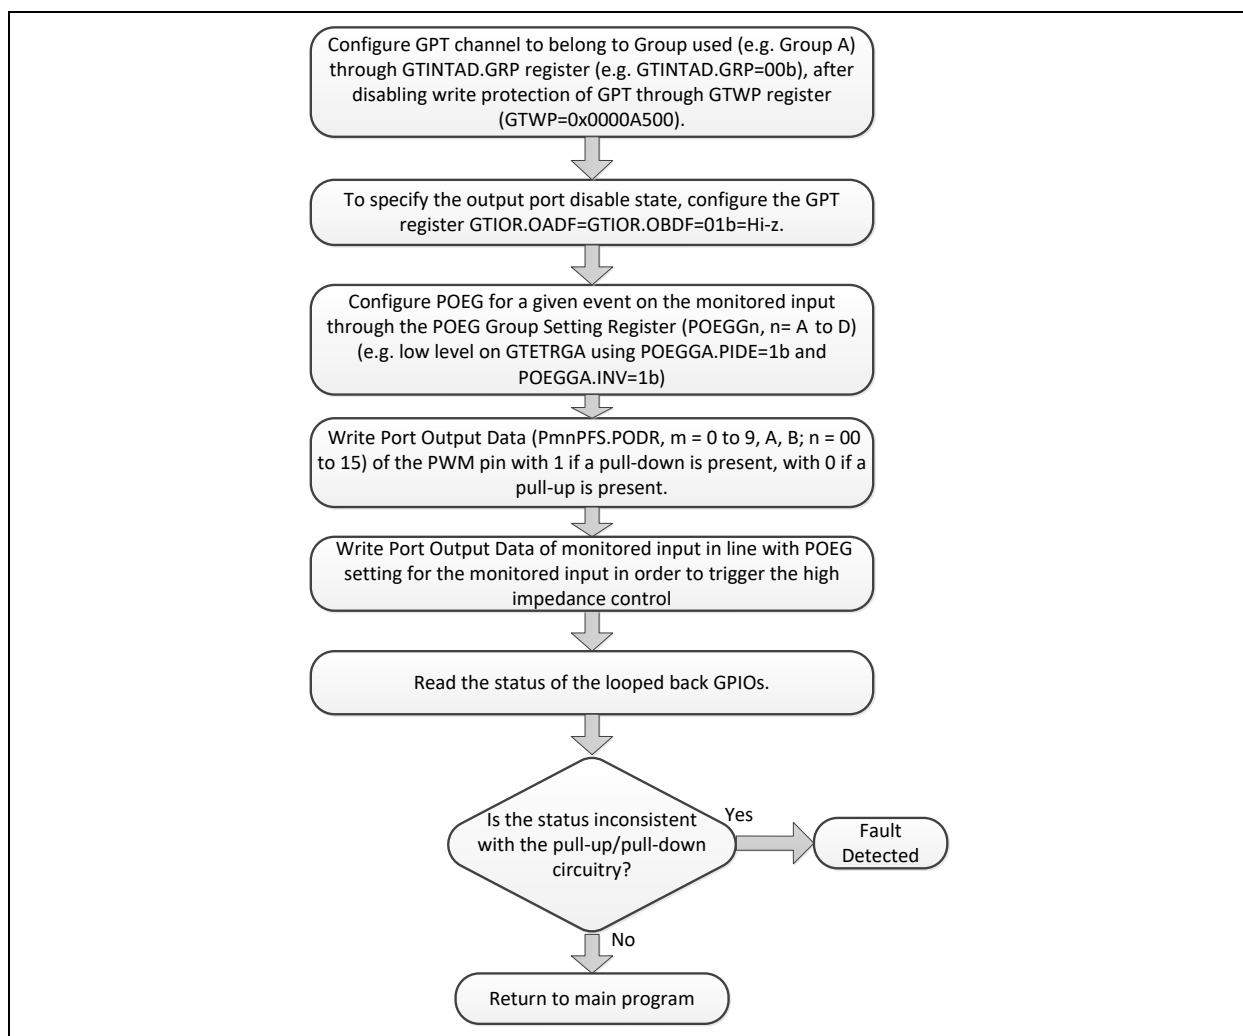 Configure GPT channel to belong to Group used (e.g. Group A)
through GTINTAD.GRP register (e.g. GTINTAD.GRP=00b), after
disabling write protection of GPT through GTWP register
(GTWP=0x0000A500).
To specify the output port disable state, configure the GPT
register GTIOR.OADF=GTIOR.OBDF=01b=Hi-z.
Configure POEG for a given event on the monitored input
through the POEG Group Setting Register (POEGGn, n= A to D)
(e.g. low level on GTETRGA using POEGGA.PIDE=1b and
POEGGA.INV=1b)
Write Port Output Data (PmnPFS.PODR, m = 0 to 9, A, B; n = 00
to 15) of the PWM pin with 1 if a pull-down is present, with 0 if a
pull-up is present.
Write Port Output Data of monitored input in line with POEG
setting for the monitored input in order to trigger the high
impedance control
Read the status of the looped back GPIOs.
Is the status inconsistent
with the pull-up/pull-down
circuitry?
Yes
Fault
Detected
No
Return to main program